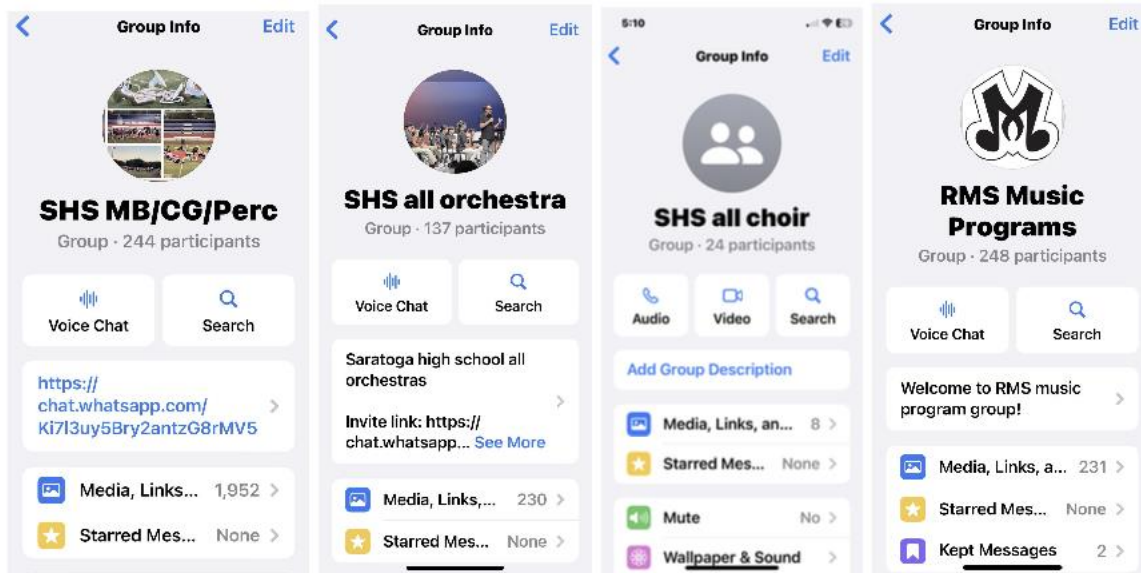 Group Info Edit
SHS MB/CG/Perc
Group · 244 participants
Voice Chat Search
https://
chat.whatsapp.com/
Ki7l3uy5Bry2antzG8rMV5
Media, Links... 1,952
Starred Mes... None
Group Info Edit
SHS all orchestra
Group · 137 participants
Voice Chat Search
Saratoga high school all
orchestras
Invite link: https://
chat.whatsapp... See More
Media, Links,... 230
Starred Mes... None
5:10
Group Info Edit
SHS all choir
Group · 24 participants
Audio Video Search
Add Group Description
Media, Links, an... 8
Starred Mes... None
Mute No
Wallpaper & Sound
Group Info Edit
RMS Music
Programs
Group · 248 participants
Voice Chat Search
Welcome to RMS music
program group!
Media, Links, a... 231
Starred Mes... None
Kept Messages 2